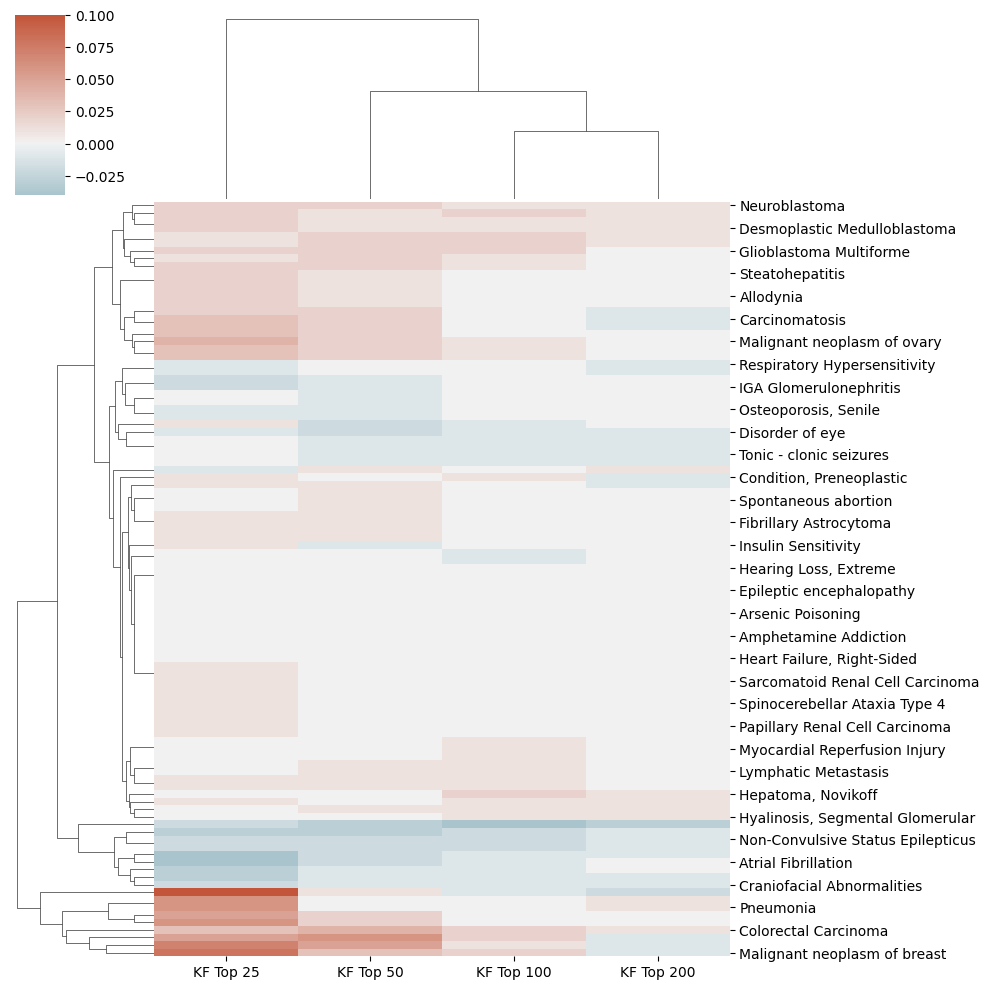 0.100
0.075
0.050
0.025
0.000
−0.025
Neuroblastoma
Desmoplastic Medulloblastoma
Glioblastoma Multiforme
Steatohepatitis
Allodynia
Carcinomatosis
Malignant neoplasm of ovary
Respiratory Hypersensitivity
IGA Glomerulonephritis
Osteoporosis, Senile
Disorder of eye
Tonic - clonic seizures
Condition, Preneoplastic
Spontaneous abortion
Fibrillary Astrocytoma
Insulin Sensitivity
Hearing Loss, Extreme
Epileptic encephalopathy
Arsenic Poisoning
Amphetamine Addiction
Heart Failure, Right-Sided
Sarcomatoid Renal Cell Carcinoma
Spinocerebellar Ataxia Type 4
Papillary Renal Cell Carcinoma
Myocardial Reperfusion Injury
Lymphatic Metastasis
Hepatoma, Novikoff
Hyalinosis, Segmental Glomerular
Non-Convulsive Status Epilepticus
Atrial Fibrillation
Craniofacial Abnormalities
Pneumonia
Colorectal Carcinoma
Malignant neoplasm of breast
KF Top 25 KF Top 50 KF Top 100 KF Top 200